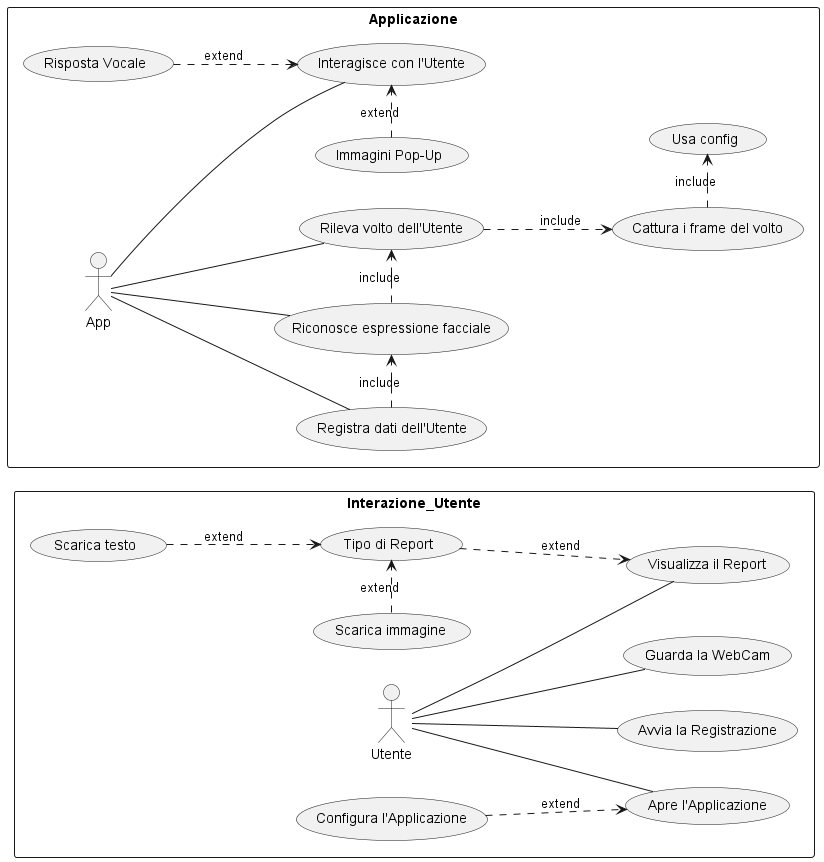 Applicazione
Risposta Vocale
extend
Interagisce con l'Utente
extend
Immagini Pop-Up
Usa config
include
Rileva volto dell'Utente
include
Cattura i frame del volto
include
App
Riconosce espressione facciale
include
Registra dati dell'Utente
Interazione_Utente
Scarica testo
extend
Tipo di Report
extend
Visualizza il Report
extend
Scarica immagine
Guarda la WebCam
Utente
Avvia la Registrazione
Configura l'Applicazione
extend
Apre l'Applicazione